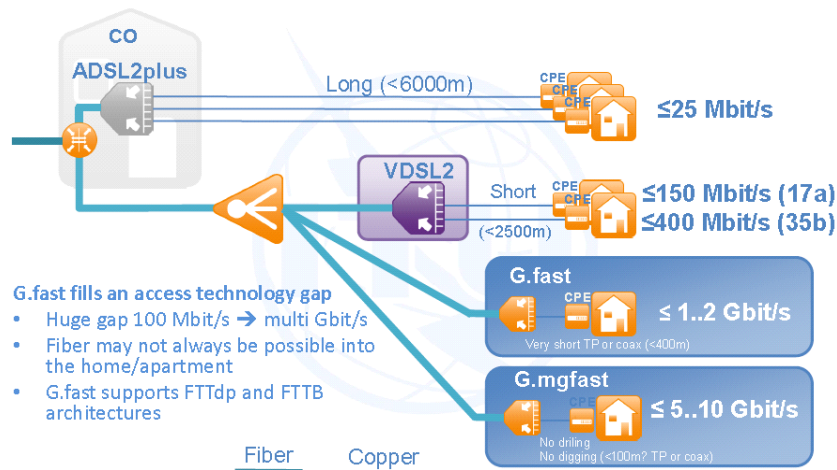 CO
ADSL2plus
Long (<6000m)
CPE
CPE
CPE
CPE
≤25 Mbit/s
VDSL2
Short
(<2500m)
CPE
CPE
CPE
≤150 Mbit/s (17a)
≤400 Mbit/s (35b)
G.fast fills an access technology gap
• Huge gap 100 Mbit/s ➔ multi Gbit/s
• Fiber may not always be possible into
the home/apartment
• G.fast supports FTTdp and FTTB
architectures
G.fast
CPE
≤ 1..2 Gbit/s
Very short TP or coax (<400m)
G.mgfast
CPE
≤ 5..10 Gbit/s
No driling
No digging (<100m? TP or coax)
Fiber
Copper